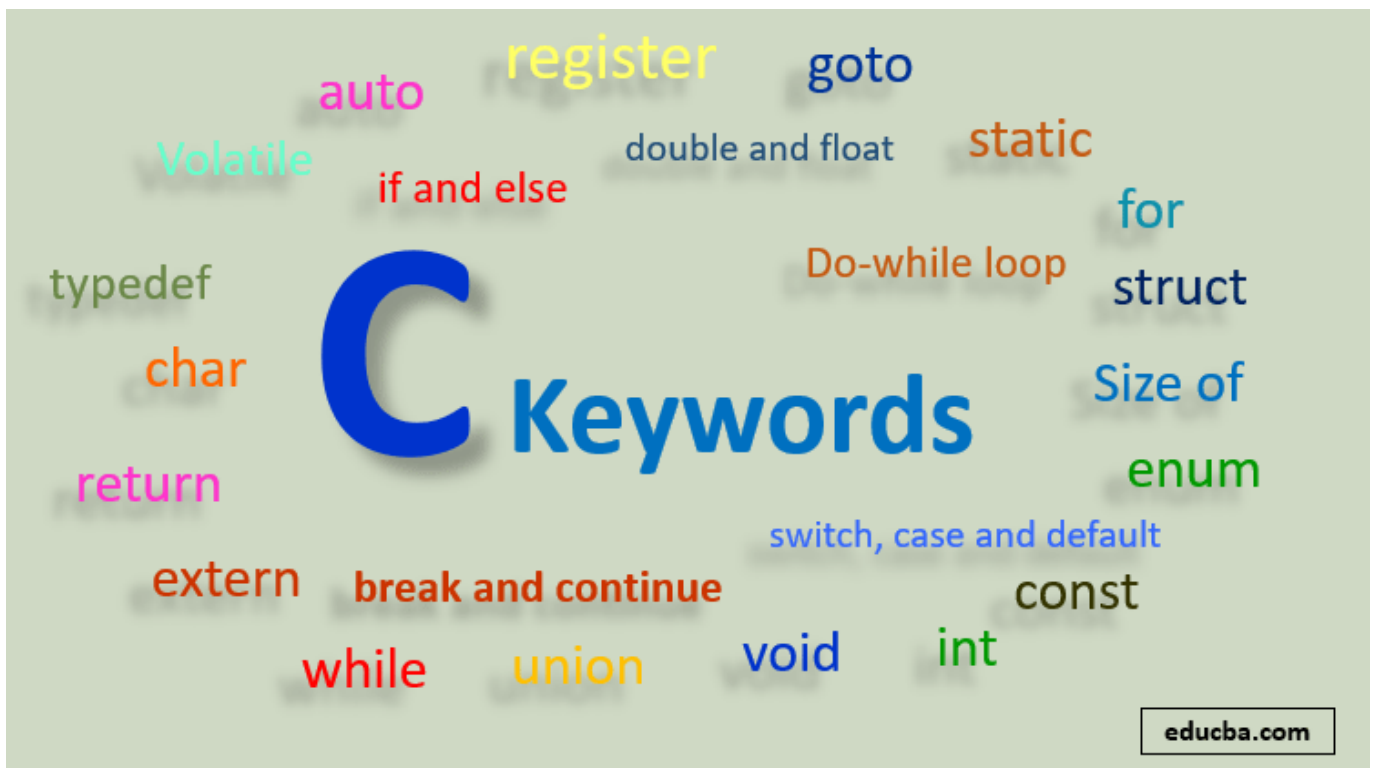 register
goto
auto
static
double and float
Volatile
if and else
for
Do-while loop
typedef
struct
char
Size of
C Keywords
enum
return
switch, case and default
extern
break and continue
const
int
void
while
union
educba.com